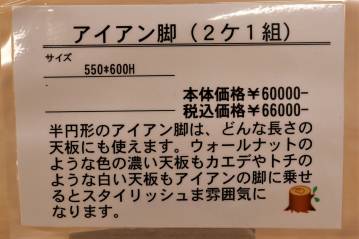 アイアン脚（2ケ1組）
サイズ
550*600H
本体価格￥60000-
税込価格￥66000-
半円形のアイアン脚は、どんな長さの
天板にも使えます。ウォールナットの
ような色の濃い天板もカエデやトチの
ような白い天板もアイアンの脚に乗せ
るとスタイリッシュま雰囲気に
なります。